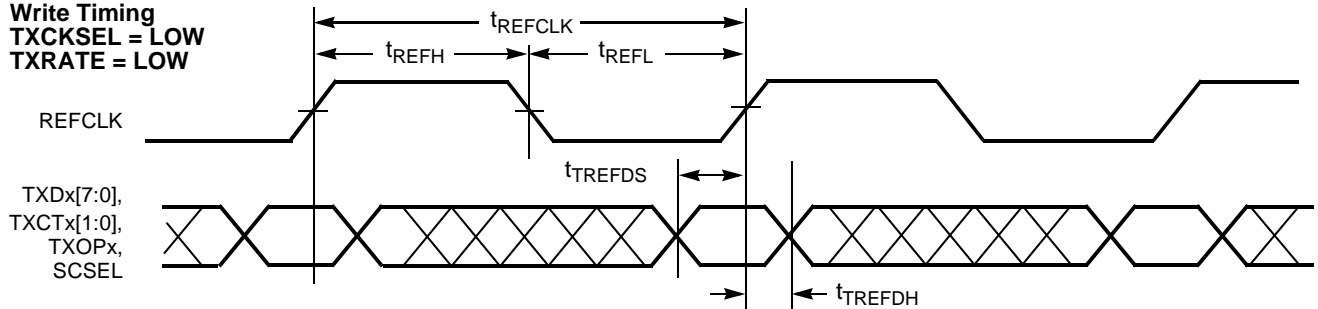 Write Timing
TXCKSEL = LOW
TXRATE = LOW
tREFCLK
tREFH
tREFL
REFCLK
tTREFDS
TXDx[7:0],
TXCTx[1:0],
TXOPx,
SCSEL
tTREFDH